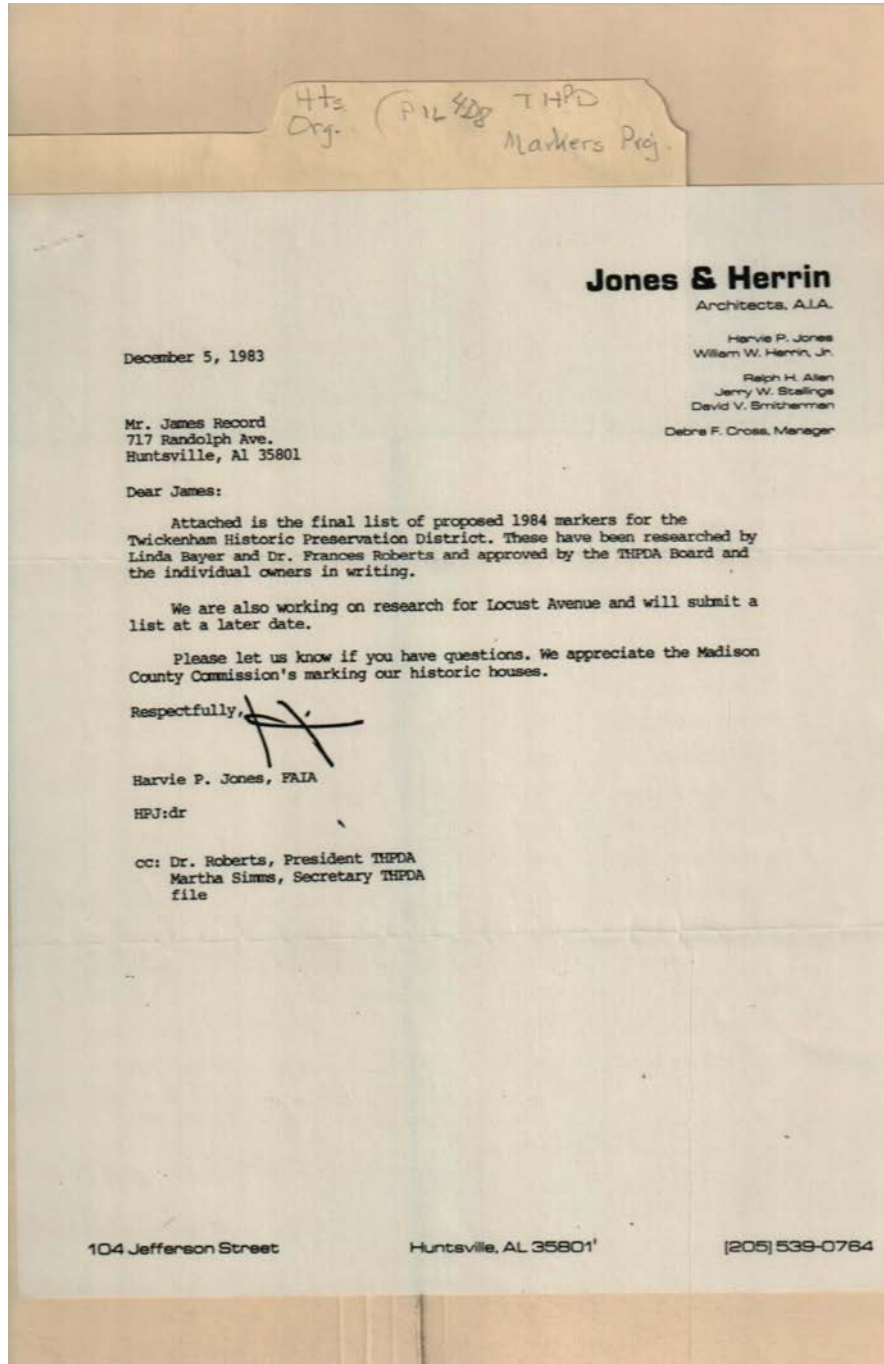 Hts. (P12 4D8 THPD
Org. Markers Proj.
Jones & Herrin
Architects, A.I.A.
Harvie P. Jones
William W. Herrin, Jr.
Ralph H. Allen
Jerry W. Stallings
David V. Smitherman
Debra F. Cross, Manager
December 5, 1983
Mr. James Record
717 Randolph Ave.
Huntsville, Al 35801
Dear James:
Attached is the final list of proposed 1984 markers for the
Twickenham Historic Preservation District. These have been researched by
Linda Bayer and Dr. Frances Roberts and approved by the THPDA Board and
the individual owners in writing.
We are also working on research for Locust Avenue and will submit a
list at a later date.
Please let us know if you have questions. We appreciate the Madison
County Commission's marking our historic houses.
Respectfully,
Harvie P. Jones, FAIA
HPJ:dr
cc: Dr. Roberts, President THPDA
Martha Simms, Secretary THPDA
file
104 Jefferson Street Huntsville, AL 35801 (205) 539-0764